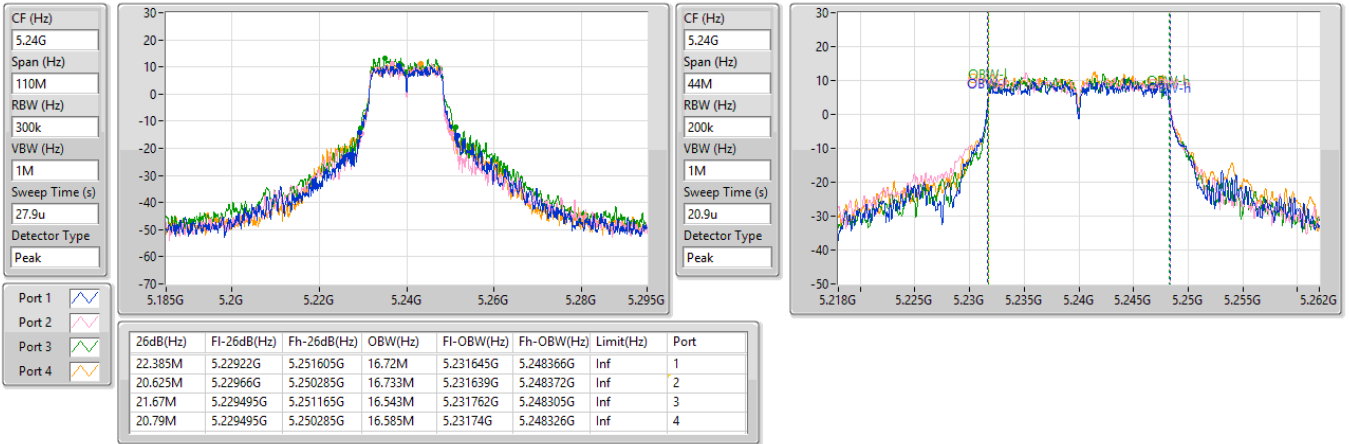 CF (Hz)
5.24G
Span (Hz)
110M
RBW (Hz)
300k
VBW (Hz)
1M
Sweep Time (s)
27.9u
Detector Type
Peak
30
20
10
0
-10
-20
-30
-40
-50
-60
-70
5.185G 5.2G 5.22G 5.24G 5.26G 5.28G 5.295G
CF (Hz)
5.24G
Span (Hz)
44M
RBW (Hz)
200k
VBW (Hz)
1M
Sweep Time (s)
20.9u
Detector Type
Peak
30
20
10
0
-10
-20
-30
-40
-50
5.218G 5.225G 5.23G 5.235G 5.24G 5.245G 5.25G 5.255G 5.262G
Port 1
Port 2
Port 3
Port 4
26dB(Hz) Fl-26dB(Hz) Fh-26dB(Hz) OBW(Hz) Fl-OBW(Hz) Fh-OBW(Hz) Limit(Hz) Port
22.385M 5.22922G 5.251605G 16.72M 5.231645G 5.248366G Inf 1
20.625M 5.22966G 5.250285G 16.733M 5.231639G 5.248372G Inf 2
21.67M 5.229495G 5.251165G 16.543M 5.231762G 5.248305G Inf 3
20.79M 5.229495G 5.250285G 16.585M 5.23174G 5.248326G Inf 4